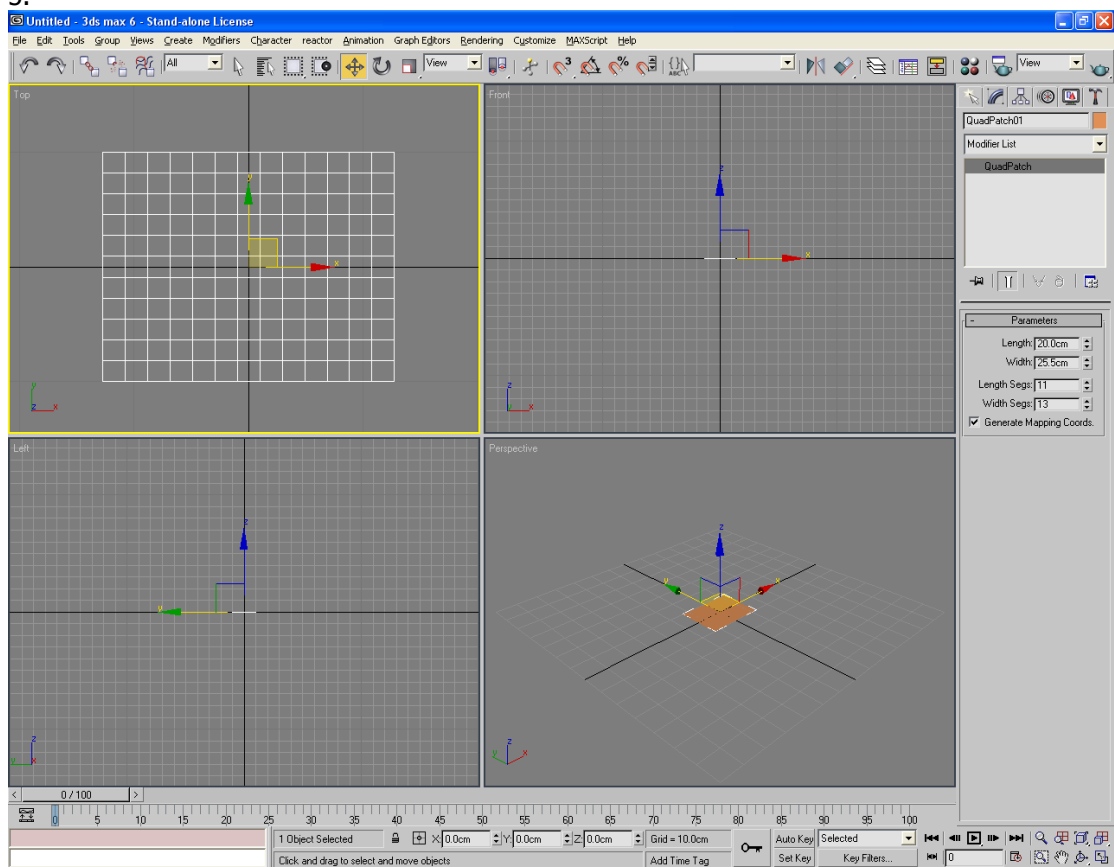 Untitled - 3ds max 6 - Stand-alone License
File Edit Tools Group Views Create Modifiers Character reactor Animation Graph Editors Rendering Customize MAXScript Help
All View 3 ABC View
Top Front
QuadPatch01
Modifier List
QuadPatch
y
x
z
x
- Parameters
Length: 20.0cm
Width: 25.5cm
Length Segs: 11
Width Segs: 13
Generate Mapping Coords.
y z
z x y x
Left Perspective
z z
y y x
z z
y x y x
< 0 / 100 >
0 5 10 15 20 25 30 35 40 45 50 55 60 65 70 75 80 85 90 95 100
1 Object Selected X: 0.0cm Y: 0.0cm Z: 0.0cm Grid = 10.0cm Auto Key Selected
Click and drag to select and move objects Add Time Tag Set Key Key Filters... 0